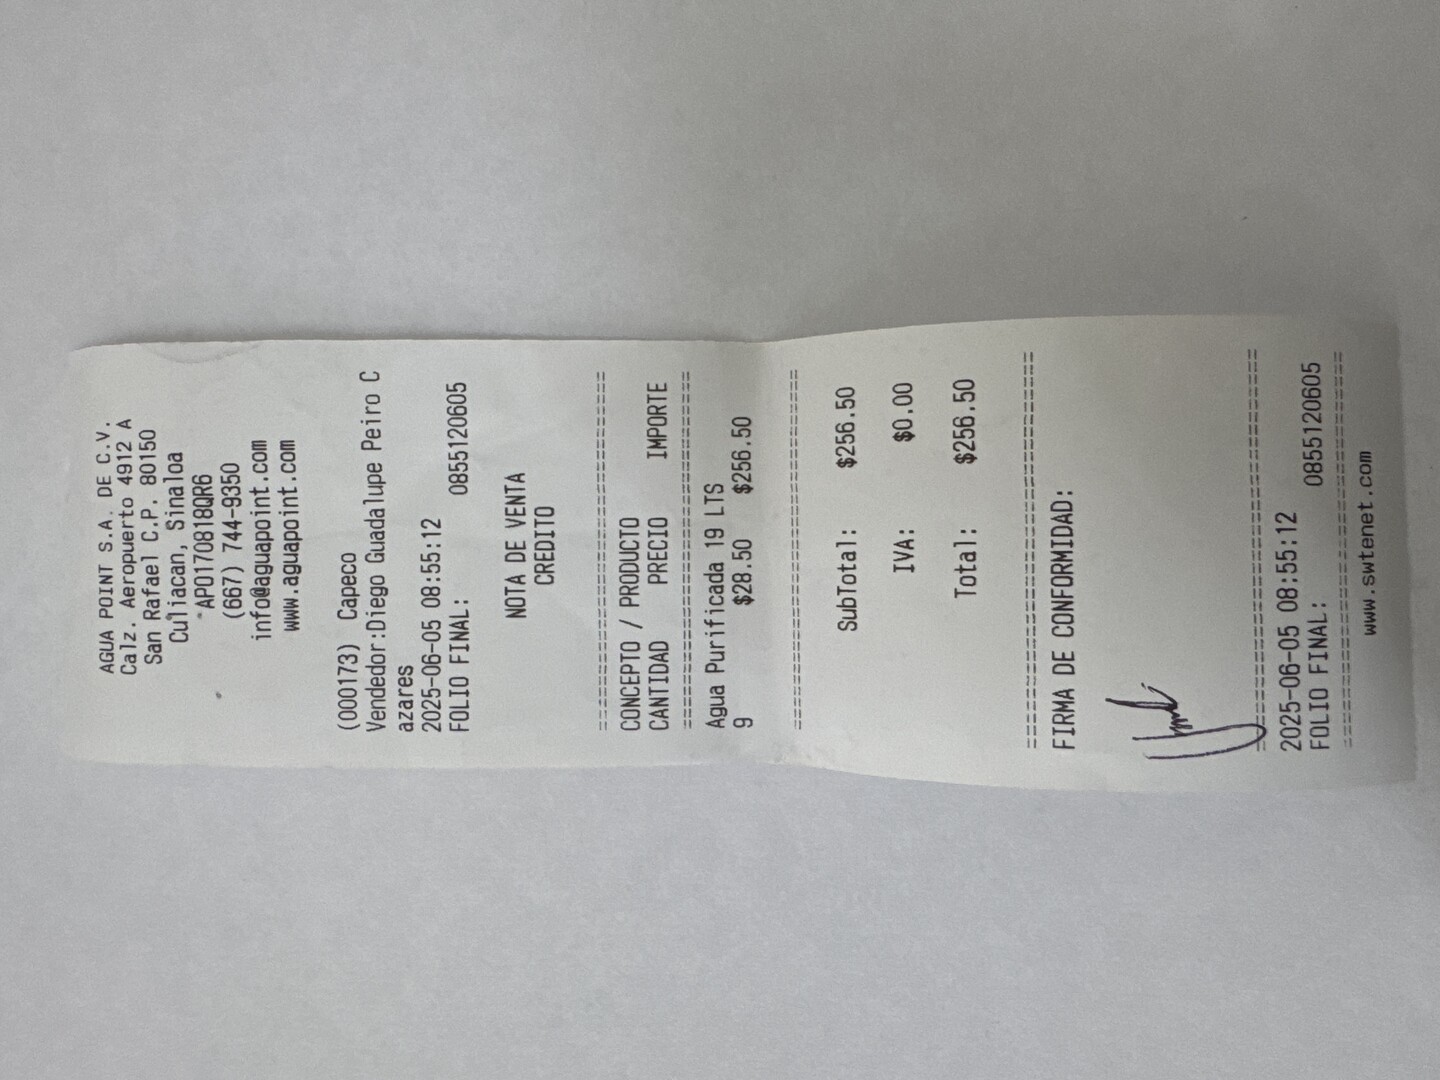 AGUA POINT S.A. DE C.V.
Calz. Aeropuerto 4912 A
San Rafael C.P. 80150
Culiacan, Sinaloa
APO170818QR6
(667) 744-9350
info@aguapoint.com
www.aguapoint.com
(000173) Capeco
Vendedor:Diego Guadalupe Peiro C
azares
2025-06-05 08:55:12
FOLIO FINAL: 0855120605
NOTA DE VENTA
CREDITO
================================
CONCEPTO / PRODUCTO
CANTIDAD PRECIO IMPORTE
================================
Agua Purificada 19 LTS
9 $28.50 $256.50
================================
SubTotal: $256.50
IVA: $0.00
Total: $256.50
================================
FIRMA DE CONFORMIDAD:
================================
2025-06-05 08:55:12
FOLIO FINAL: 0855120605
================================
www.swtenet.com